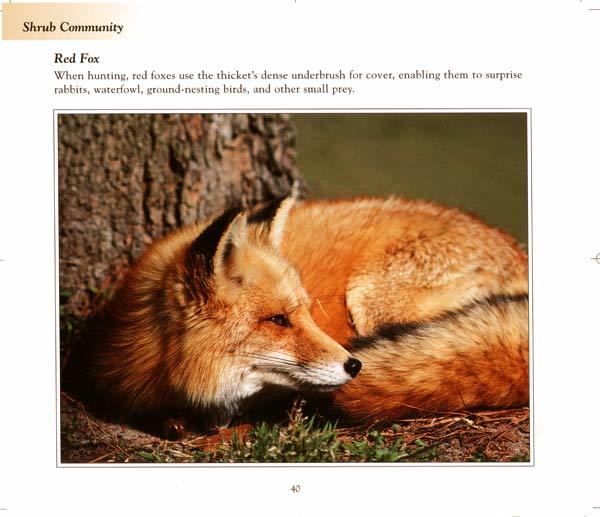 Shrub Community
Red Fox
When hunting, red foxes use the thicket's dense underbrush for cover, enabling them to surprise
rabbits, waterfowl, ground-nesting birds, and other small prey.
40